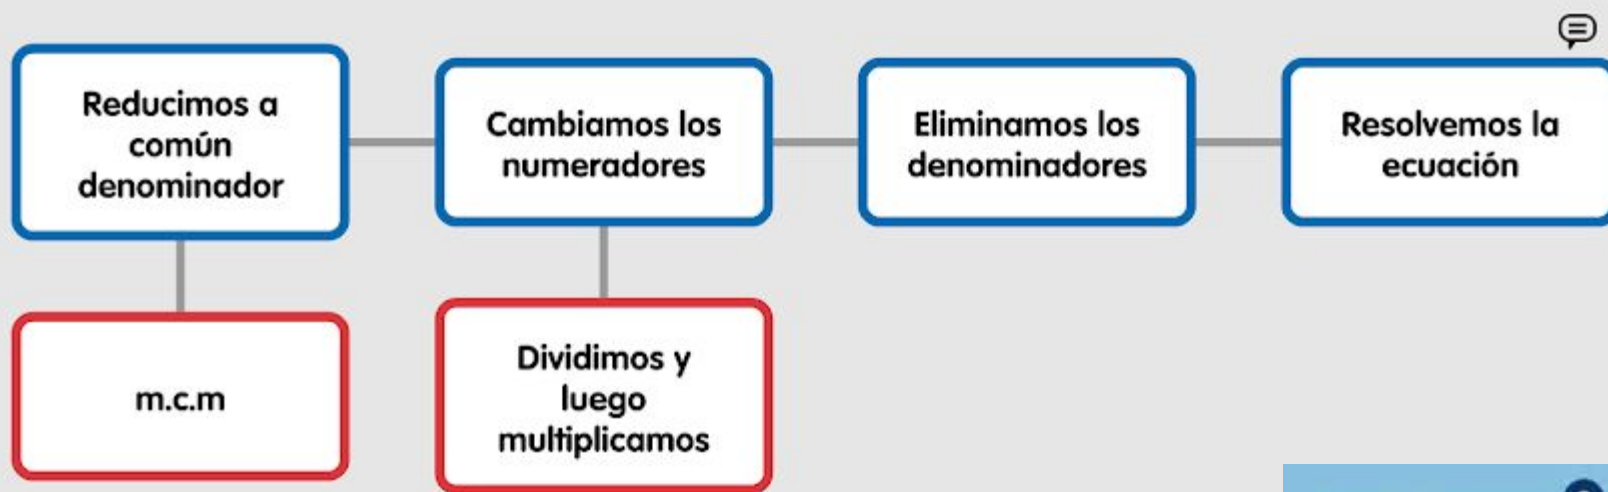 Reducimos a
común
denominador
Cambiamos los
numeradores
Eliminamos los
denominadores
Resolvemos la
ecuación
m.c.m
Dividimos y
luego
multiplicamos